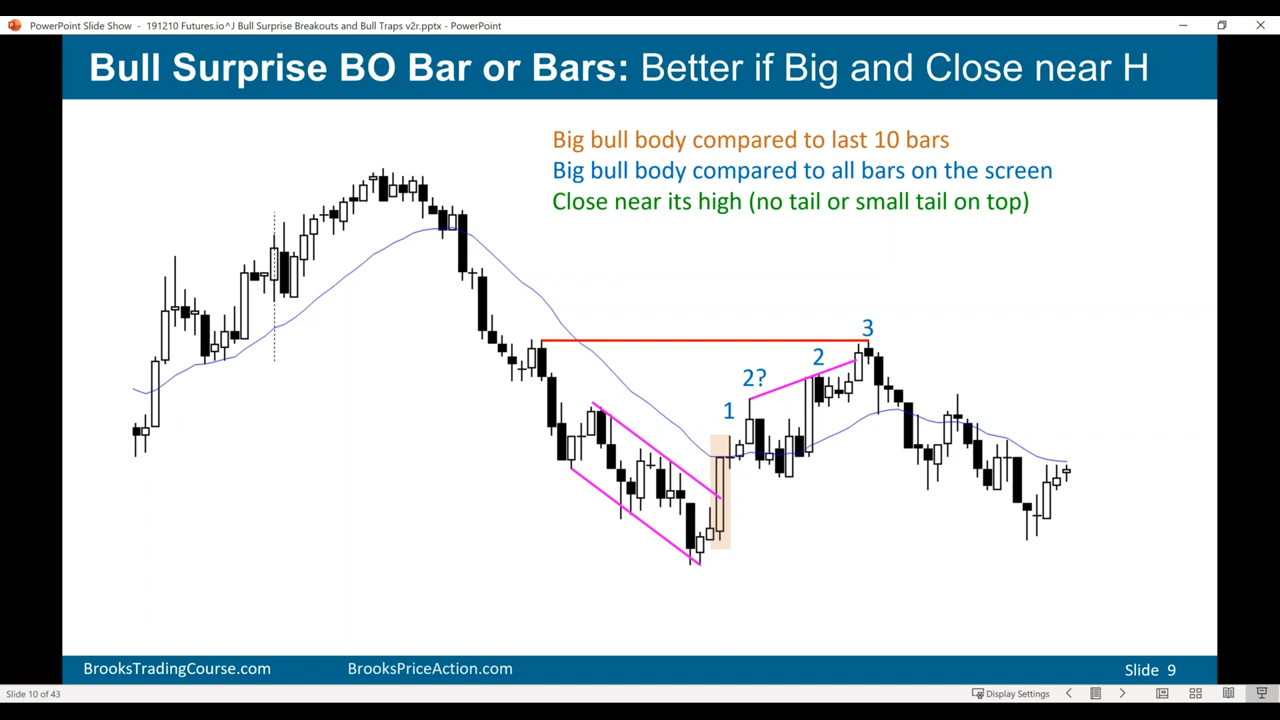 PowerPoint Slide Show - 191210 Futures.io^J Bull Surprise Breakouts and Bull Traps v2r.pptx - PowerPoint
Bull Surprise BO Bar or Bars: Better if Big and Close near H
Big bull body compared to last 10 bars
Big bull body compared to all bars on the screen
Close near its high (no tail or small tail on top)
3
2
2?
1
BrooksTradingCourse.com
BrooksPriceAction.com
Slide 9
Slide 10 of 43
Display Settings